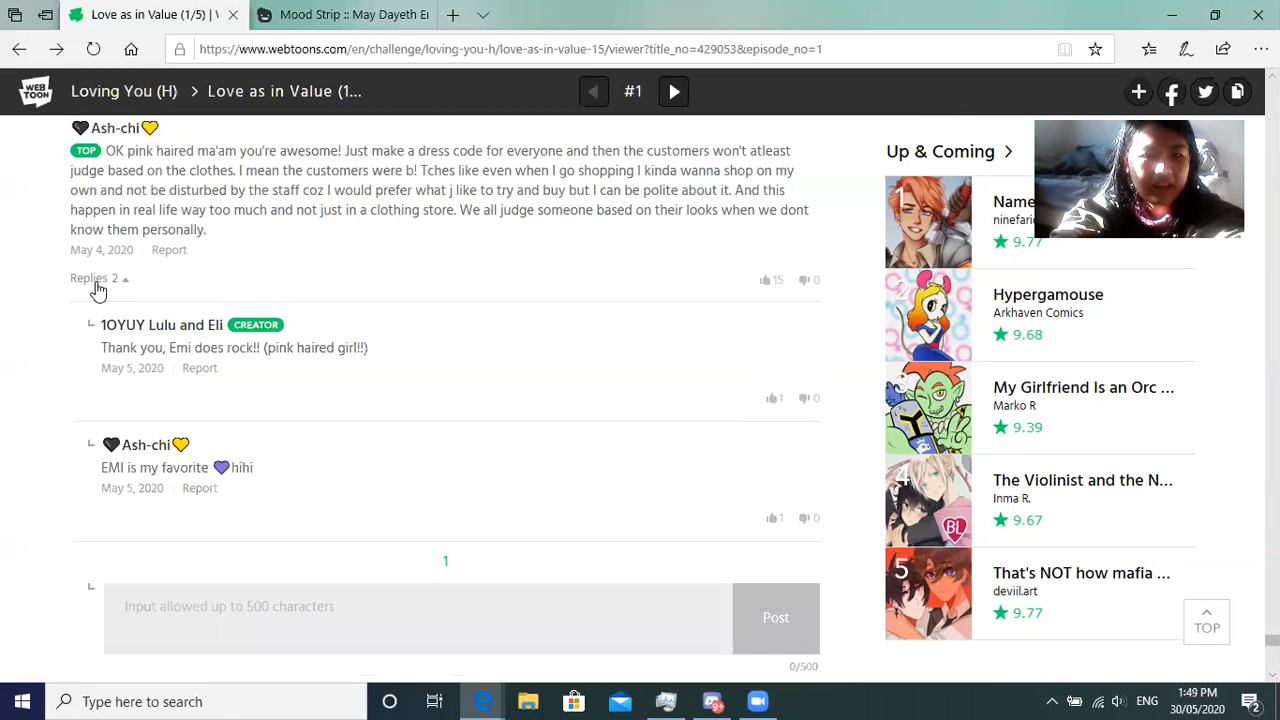 Love as in Value (1/5) | W
Mood Strip :: May Dayeth Er
https://www.webtoons.com/en/challenge/loving-you-h/love-as-in-value-15/viewer?title_no=429053&episode_no=1
WEB TOON
Loving You (H) > Love as in Value (1... #1
🖤Ash-chi💛
TOP OK pink haired ma'am you're awesome! Just make a dress code for everyone and then the customers won't atleast
judge based on the clothes. I mean the customers were b! Tches like even when I go shopping I kinda wanna shop on my
own and not be disturbed by the staff coz I would prefer what j like to try and buy but I can be polite about it. And this
happen in real life way too much and not just in a clothing store. We all judge someone based on their looks when we dont
know them personally.
May 4, 2020 Report
Replies 2
15 0
1OYUY Lulu and Eli CREATOR
Thank you, Emi does rock!! (pink haired girl!!)
May 5, 2020 Report
1 0
🖤Ash-chi💛
EMI is my favorite 💜hihi
May 5, 2020 Report
1 0
1
Input allowed up to 500 characters
Post
0/500
Up & Coming >
1
Name
ninefaric
9.77
2
Hypergamouse
Arkhaven Comics
9.68
3
My Girlfriend Is an Orc ...
Marko R
9.39
4
The Violinist and the N...
Inma R.
9.67
BL
5
That's NOT how mafia ...
deviil.art
9.77
TOP
Type here to search
9+
ENG
1:49 PM
30/05/2020
2